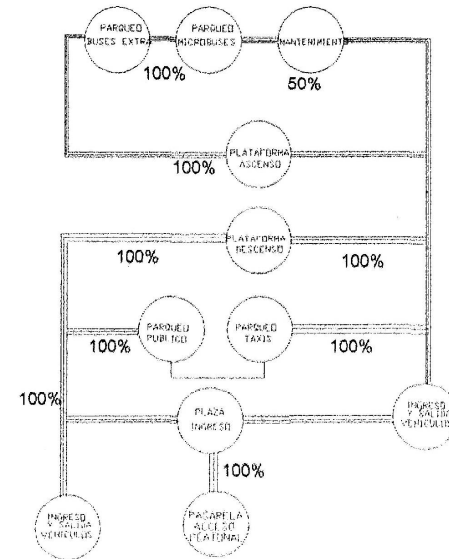 PARQUEO
BUSES EXTRA
PARQUEO
MICROBUSES
MANTENIMIENT
100%
50%
PLATAFORMA
ASCENSO
100%
PLATAFORMA
DESCENSO
100%
100%
PARQUEO
PUBLICO
PARQUEO
TAXIS
100%
100%
100%
PLAZA
INGRESO
INGRESO
Y SALIDA
VEHICULOS
100%
INGRESO
Y SALIDA
VEHICULOS
PASARELA
ACCESO
PEATONAL